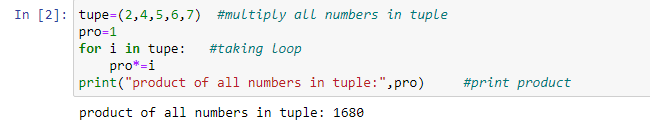 In [2]: tupe=(2,4,5,6,7)  #multiply all numbers in tuple
pro=1
for i in tupe:   #taking loop
    pro*=i
print("product of all numbers in tuple:",pro)     #print product
product of all numbers in tuple: 1680